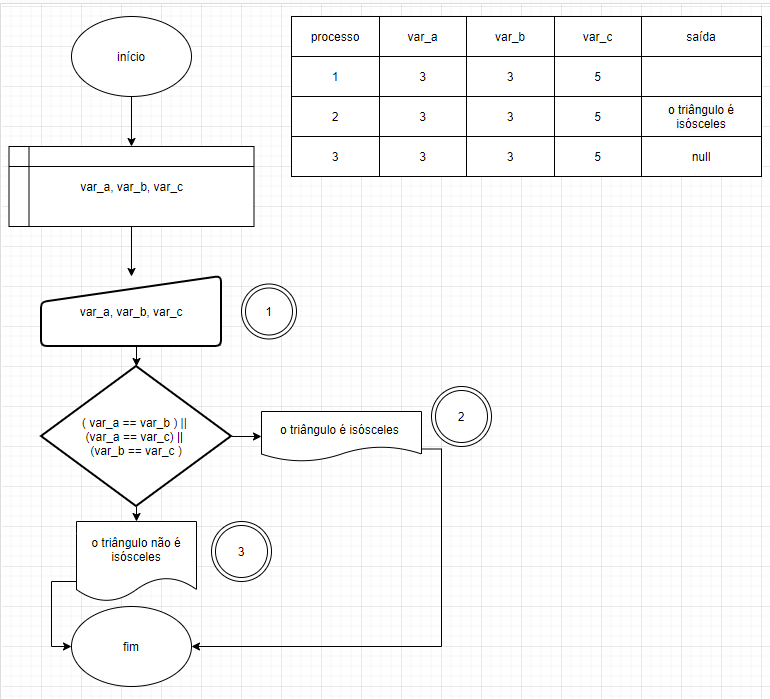 início
processo var_a var_b var_c saída
1 3 3 5
2 3 3 5 o triângulo é
isósceles
3 3 3 5 null
var_a, var_b, var_c
var_a, var_b, var_c
1
( var_a == var_b ) ||
(var_a == var_c) ||
(var_b == var_c )
o triângulo é isósceles
2
o triângulo não é
isósceles
3
fim